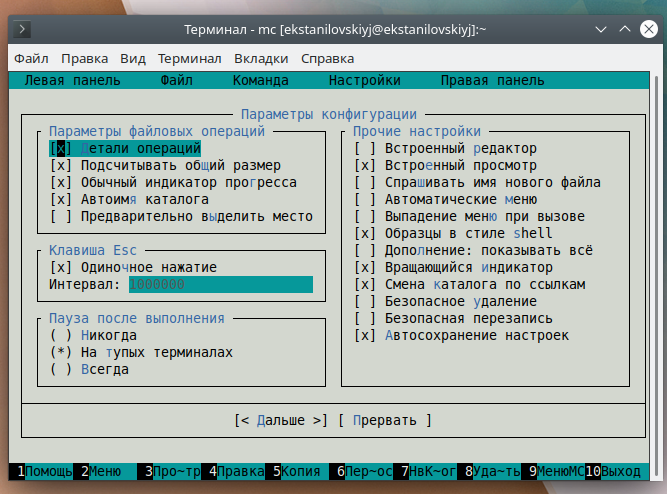 Терминал - mc [ekstanilovskiyj@ekstanilovskiyj]:~
Файл Правка Вид Терминал Вкладки Справка
Левая панель Файл Команда Настройки Правая панель
Параметры конфигурации
Параметры файловых операций
[x] Детали операций
[x] Подсчитывать общий размер
[x] Обычный индикатор прогресса
[x] Автоимя каталога
[ ] Предварительно выделить место
Клавиша Esc
[x] Одиночное нажатие
Интервал: 1000000
Пауза после выполнения
( ) Никогда
(*) На тупых терминалах
( ) Всегда
Прочие настройки
[ ] Встроенный редактор
[x] Встроенный просмотр
[ ] Спрашивать имя нового файла
[ ] Автоматические меню
[ ] Выпадение меню при вызове
[x] Образцы в стиле shell
[ ] Дополнение: показывать всё
[x] Вращающийся индикатор
[x] Смена каталога по ссылкам
[ ] Безопасное удаление
[ ] Безопасная перезапись
[x] Автосохранение настроек
[< Дальше >] [ Прервать ]
1Помощь 2Меню 3Про~тр 4Правка 5Копия 6Пер~ос 7НвК~ог 8Уда~ть 9МенюMC 10Выход